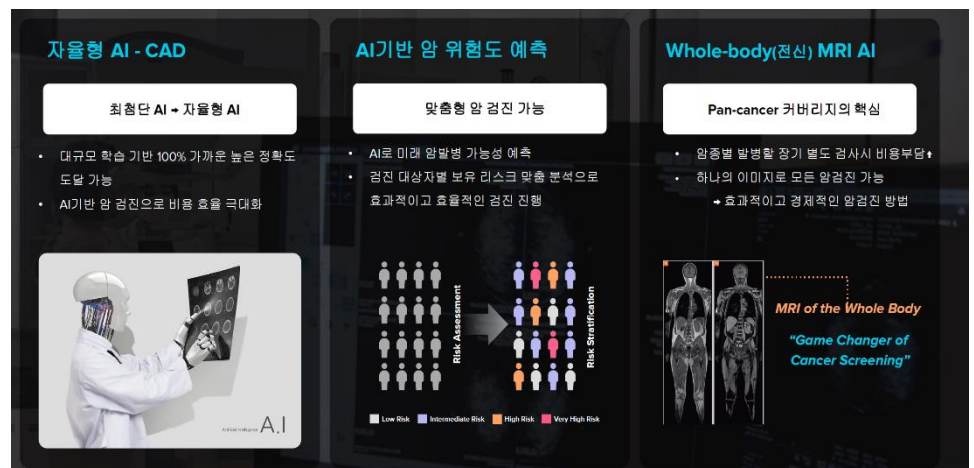 자율형 AI - CAD
최첨단 AI → 자율형 AI
• 대규모 학습 기반 100% 가까운 높은 정확도
도달 가능
• AI기반 암 검진으로 비용 효율 극대화
A.I
AI기반 암 위험도 예측
맞춤형 암 검진 가능
• AI로 미래 암발병 가능성 예측
• 검진 대상자별 보유 리스크 맞춤 분석으로
효과적이고 효율적인 검진 진행
Risk Assessment
Risk Stratification
Low Risk Intermediate Risk High Risk Very High Risk
Whole-body(전신) MRI AI
Pan-cancer 커버리지의 핵심
• 암종별 발병할 장기 별도 검사시 비용부담↑
• 하나의 이미지로 모든 암검진 가능
→ 효과적이고 경제적인 암검진 방법
MRI of the Whole Body
“Game Changer of
Cancer Screening”